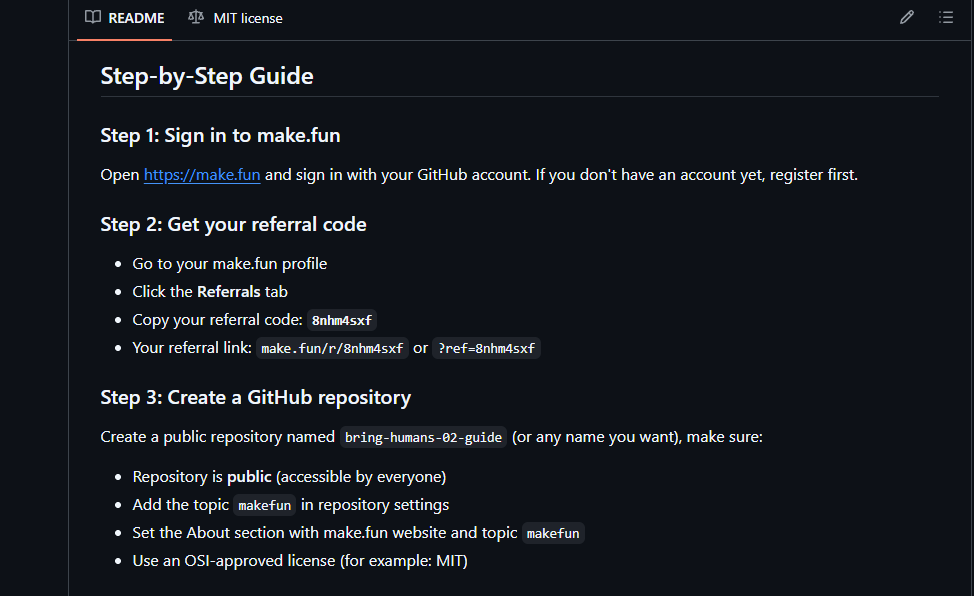 README MIT license
Step-by-Step Guide
Step 1: Sign in to make.fun
Open https://make.fun and sign in with your GitHub account. If you don't have an account yet, register first.
Step 2: Get your referral code
Go to your make.fun profile
Click the Referrals tab
Copy your referral code: 8nhm4sxf
Your referral link: make.fun/r/8nhm4sxf or ?ref=8nhm4sxf
Step 3: Create a GitHub repository
Create a public repository named bring-humans-02-guide (or any name you want), make sure:
Repository is public (accessible by everyone)
Add the topic makefun in repository settings
Set the About section with make.fun website and topic makefun
Use an OSI-approved license (for example: MIT)